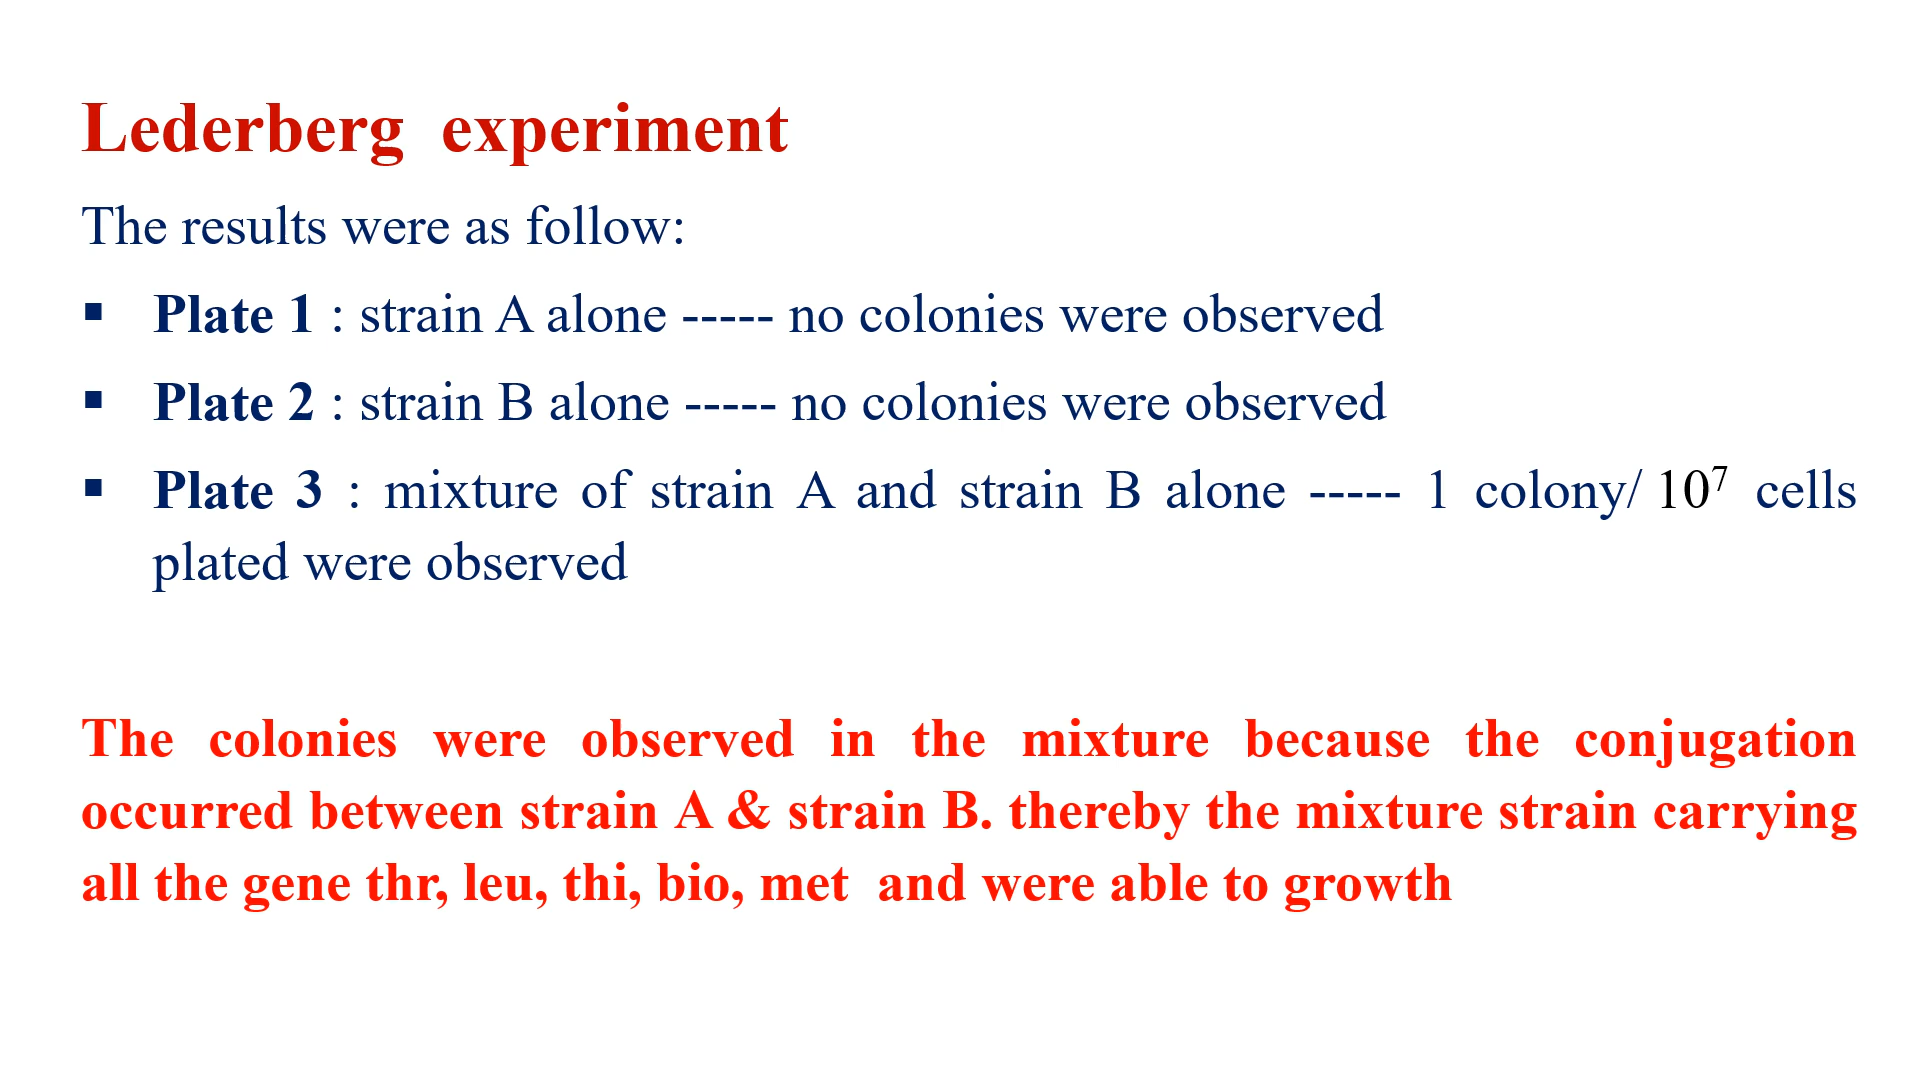 Lederberg experiment
The results were as follow:
▪ Plate 1 : strain A alone ----- no colonies were observed
▪ Plate 2 : strain B alone ----- no colonies were observed
▪ Plate 3 : mixture of strain A and strain B alone ----- 1 colony/ 10⁷ cells
plated were observed
The colonies were observed in the mixture because the conjugation
occurred between strain A & strain B. thereby the mixture strain carrying
all the gene thr, leu, thi, bio, met and were able to growth